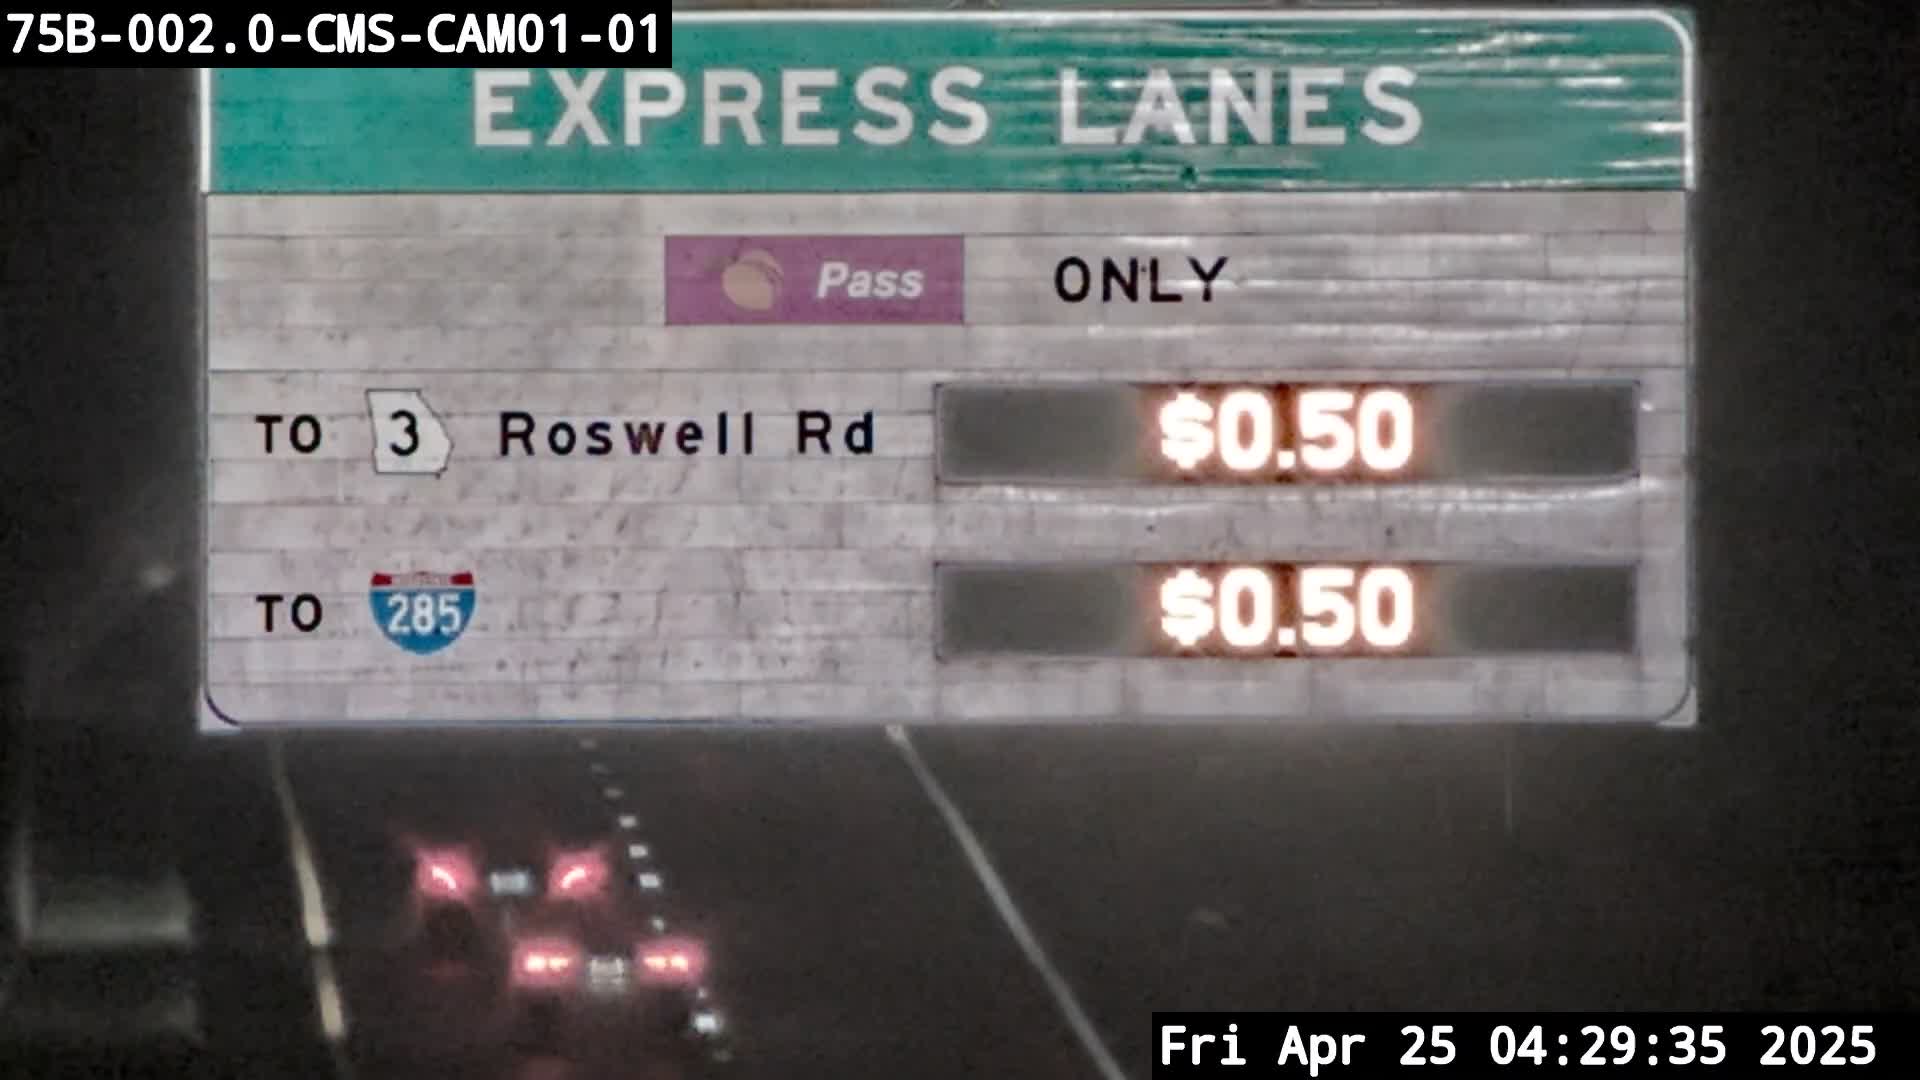 75B-002.0-CMS-CAM01-01
EXPRESS LANES
Pass ONLY
TO 3 Roswell Rd $0.50
TO 285 $0.50
Fri Apr 25 04:29:35 2025